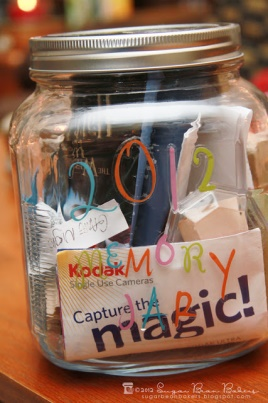 2012
MEMORY
JAR
Kodak
Single Use Cameras
Capture the
magic!
©2012 Sugar Bean Bakers
sugarbeanbakers.blogspot.com